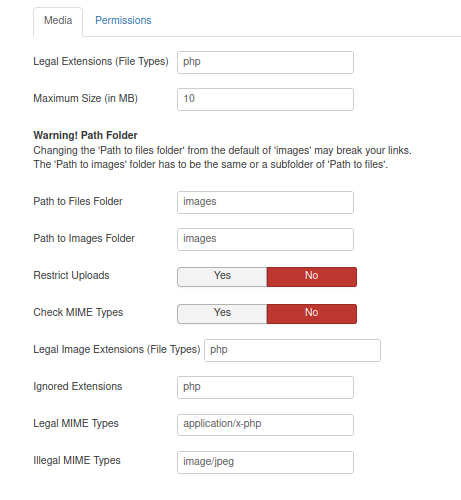 Media Permissions
Legal Extensions (File Types) php
Maximum Size (in MB) 10
Warning! Path Folder
Changing the 'Path to files folder' from the default of 'images' may break your links.
The 'Path to images' folder has to be the same or a subfolder of 'Path to files'.
Path to Files Folder images
Path to Images Folder images
Restrict Uploads Yes No
Check MIME Types Yes No
Legal Image Extensions (File Types) php
Ignored Extensions php
Legal MIME Types application/x-php
Illegal MIME Types image/jpeg